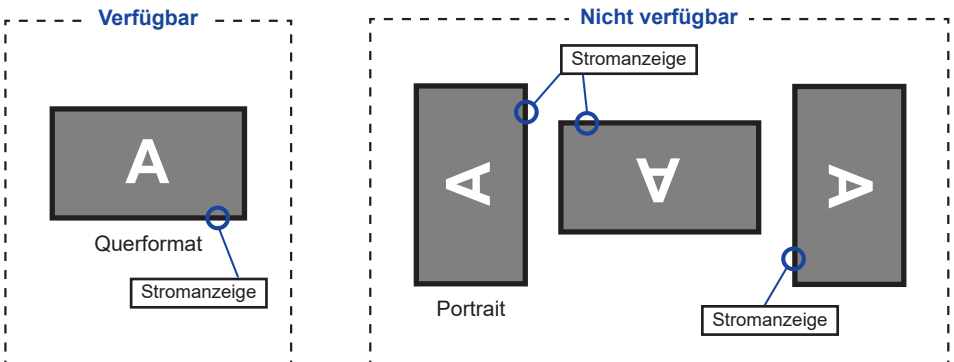 Verfügbar
A
Querformat
Stromanzeige
Nicht verfügbar
Stromanzeige
A
A
A
Portrait
Stromanzeige